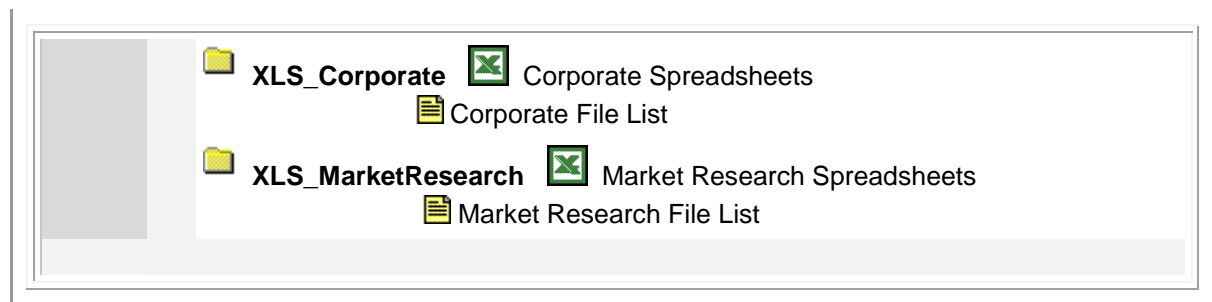 XLS_Corporate Corporate Spreadsheets
Corporate File List
XLS_MarketResearch Market Research Spreadsheets
Market Research File List